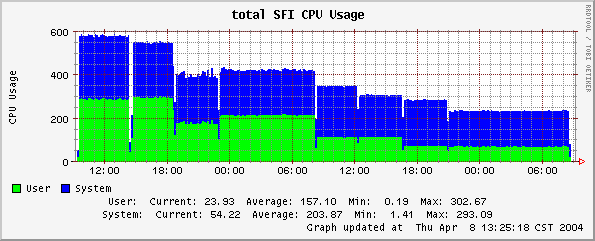 total SFI CPU Usage
RRDTOOL / TOBI OETIKER
CPU Usage
600
400
200
0
12:00 18:00 00:00 06:00 12:00 18:00 00:00 06:00
User System
User: Current: 23.93 Average: 157.10 Min: 0.19 Max: 302.67
System: Current: 54.22 Average: 203.87 Min: 1.41 Max: 293.09
Graph updated at Thu Apr 8 13:25:18 CST 2004